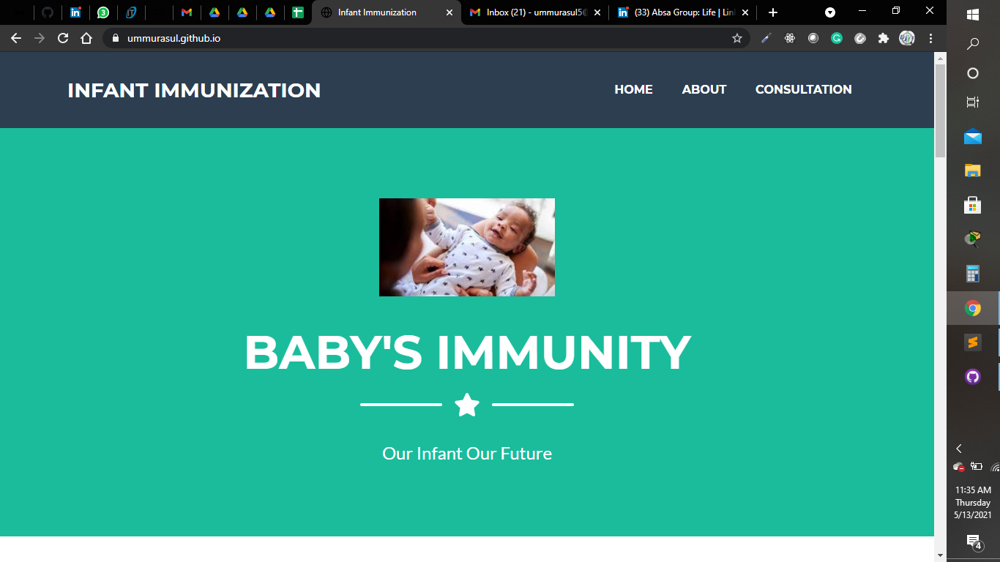 3
Infant Immunization
Inbox (21) - ummurasul5@
(33) Absa Group: Life | Lin
ummurasul.github.io
INFANT IMMUNIZATION
HOME ABOUT CONSULTATION
BABY'S IMMUNITY
Our Infant Our Future
11:35 AM
Thursday
5/13/2021
4